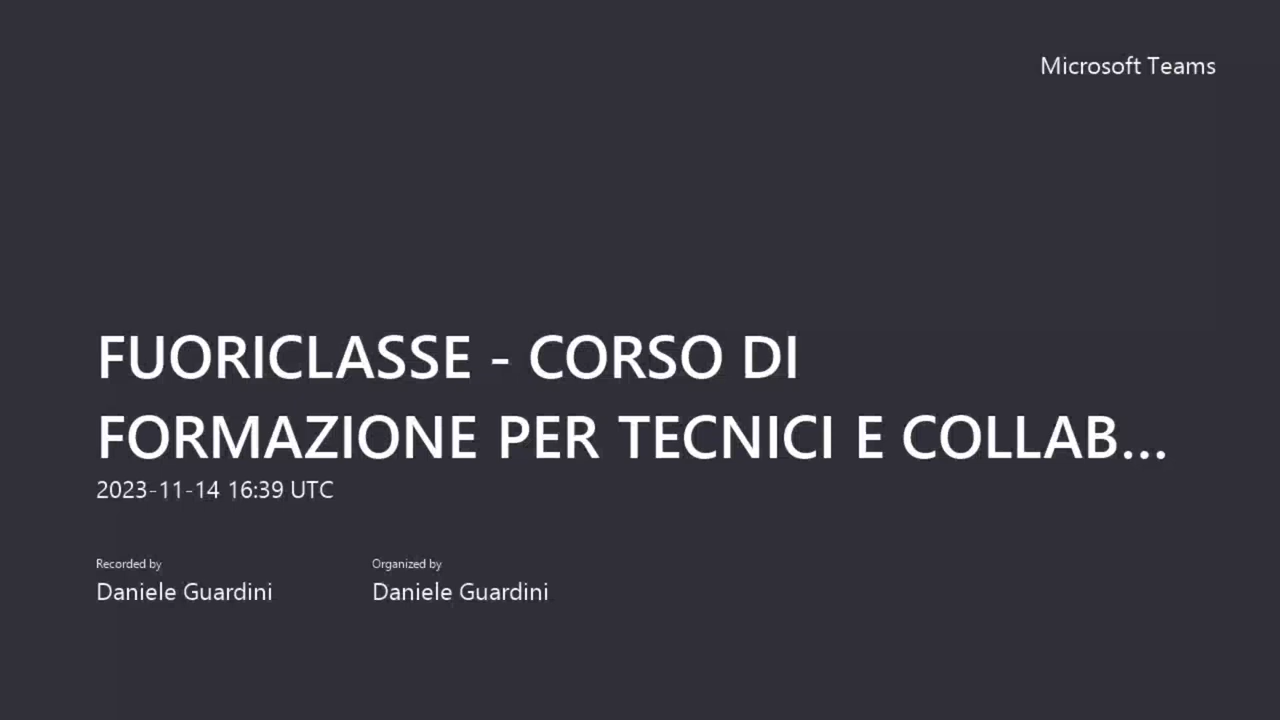 Microsoft Teams
FUORICLASSE - CORSO DI
FORMAZIONE PER TECNICI E COLLAB...
2023-11-14 16:39 UTC
Recorded by
Organized by
Daniele Guardini
Daniele Guardini